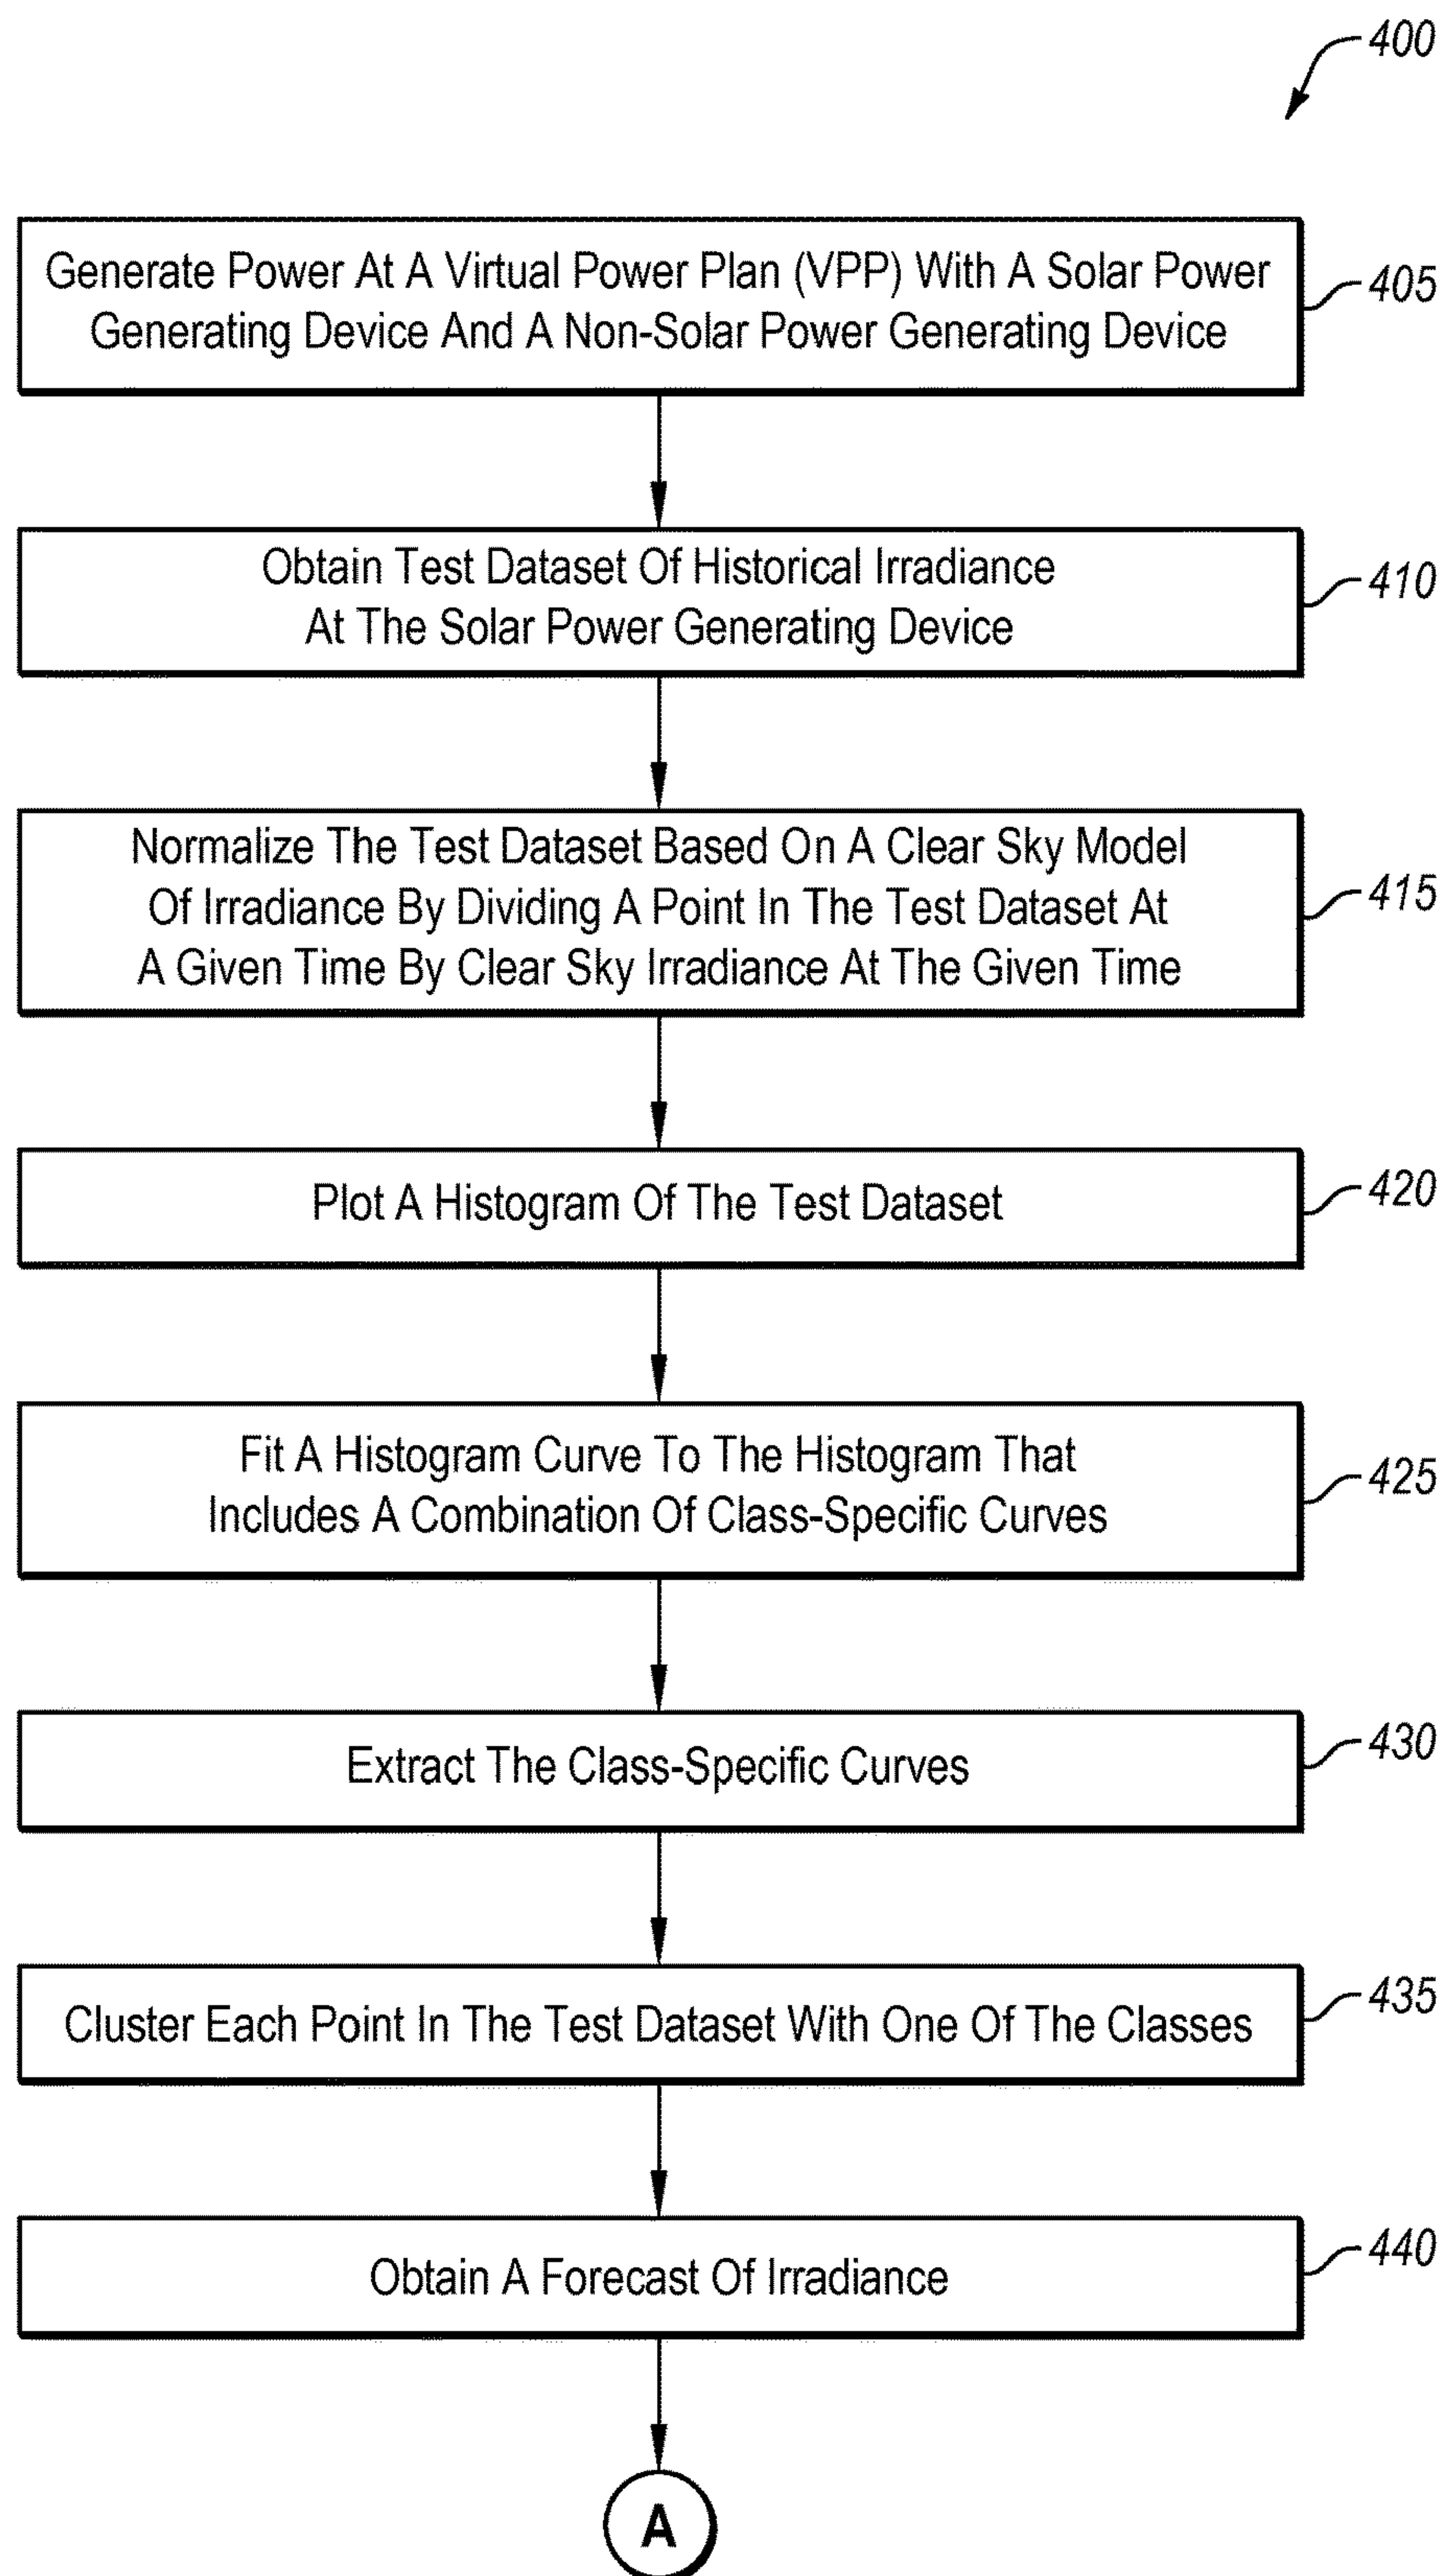 400
Generate Power At A Virtual Power Plan (VPP) With A Solar Power
Generating Device And A Non-Solar Power Generating Device
405
Obtain Test Dataset Of Historical Irradiance
At The Solar Power Generating Device
410
Normalize The Test Dataset Based On A Clear Sky Model
Of Irradiance By Dividing A Point In The Test Dataset At
A Given Time By Clear Sky Irradiance At The Given Time
415
Plot A Histogram Of The Test Dataset
420
Fit A Histogram Curve To The Histogram That
Includes A Combination Of Class-Specific Curves
425
Extract The Class-Specific Curves
430
Cluster Each Point In The Test Dataset With One Of The Classes
435
Obtain A Forecast Of Irradiance
440
A